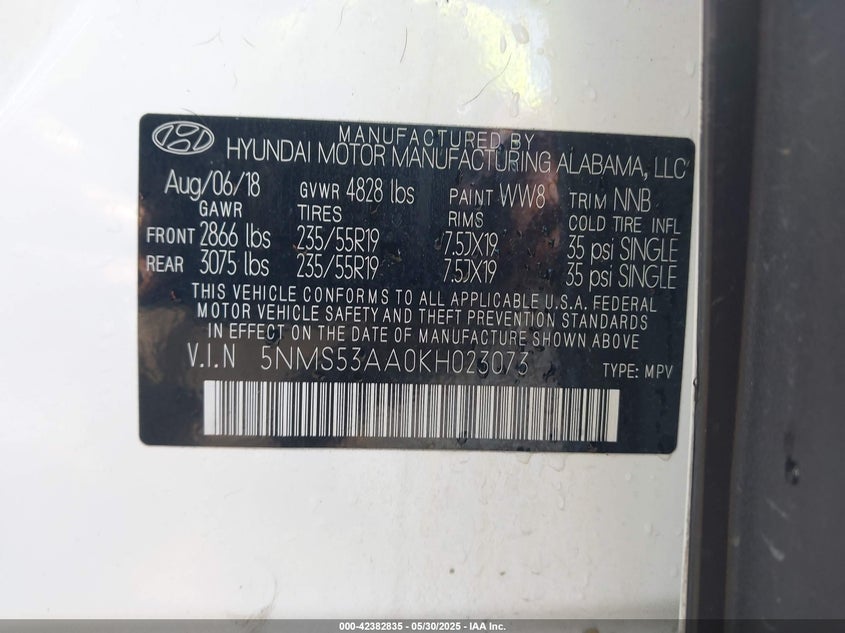 MANUFACTURED BY
HYUNDAI MOTOR MANUFACTURING ALABAMA, LLC
Aug/06/18 GVWR 4828 lbs PAINT WW8 TRIM NNB
GAWR TIRES RIMS COLD TIRE INFL
FRONT 2866 lbs 235/55R19 7.5JX19 35 psi SINGLE
REAR 3075 lbs 235/55R19 7.5JX19 35 psi SINGLE
THIS VEHICLE CONFORMS TO ALL APPLICABLE U.S.A. FEDERAL
MOTOR VEHICLE SAFETY AND THEFT PREVENTION STANDARDS
IN EFFECT ON THE DATE OF MANUFACTURE SHOWN ABOVE
V.I.N 5NMS53AA0KH023073 TYPE: MPV
000-42382835 - 05/30/2025 - IAA Inc.